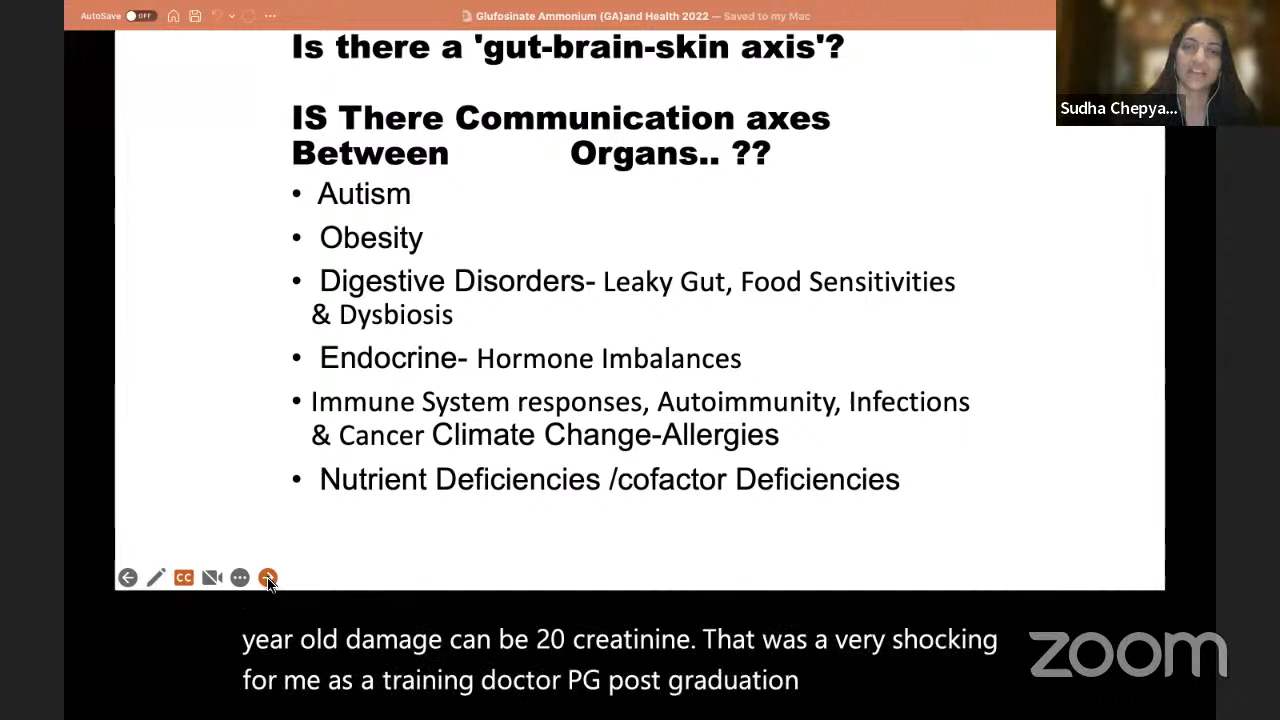 AutoSave OFF
Glufosinate Ammonium (GA)and Health 2022 — Saved to my Mac
Is there a 'gut-brain-skin axis'?
IS There Communication axes
Between Organs.. ??
• Autism
• Obesity
• Digestive Disorders- Leaky Gut, Food Sensitivities
& Dysbiosis
• Endocrine- Hormone Imbalances
• Immune System responses, Autoimmunity, Infections
& Cancer Climate Change-Allergies
• Nutrient Deficiencies /cofactor Deficiencies
Sudha Chepya...
CC
year old damage can be 20 creatinine. That was a very shocking
for me as a training doctor PG post graduation
zoom